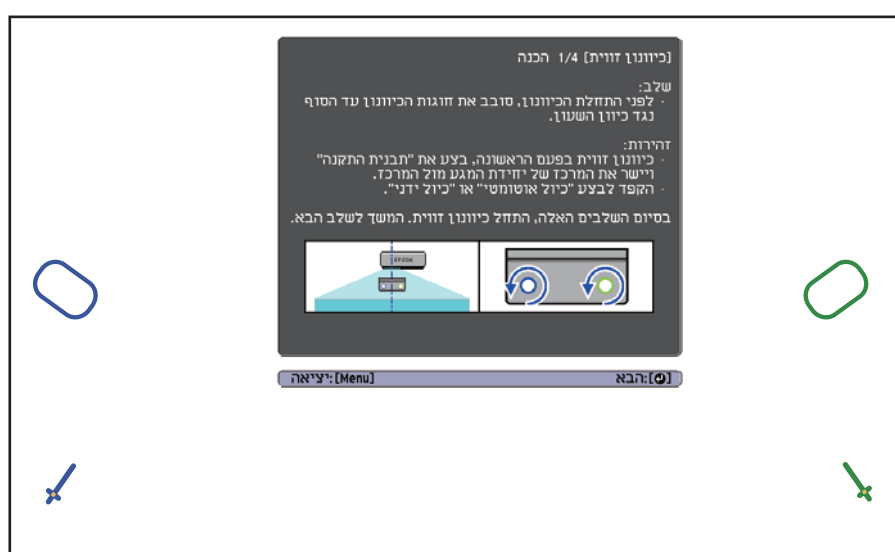 [כיוונון זווית] 1/4 הכנה
שלב:
· לפני התחלת הכיוונון, סובב את חוגות הכיוונון עד הסוף
נגד כיוון השעון.
זהירות:
· כיוונון זווית בפעם הראשונה, בצע את "תבנית התקנה"
ויישר את המרכז של יחידת המגע מול המרכז.
· הקפד לבצע "כיול אוטומטי" או "כיול ידני".
בסיום השלבים האלה, התחל כיוונון זווית. המשך לשלב הבא.
EPSON
[⏎]:הבא
[Menu]:יציאה